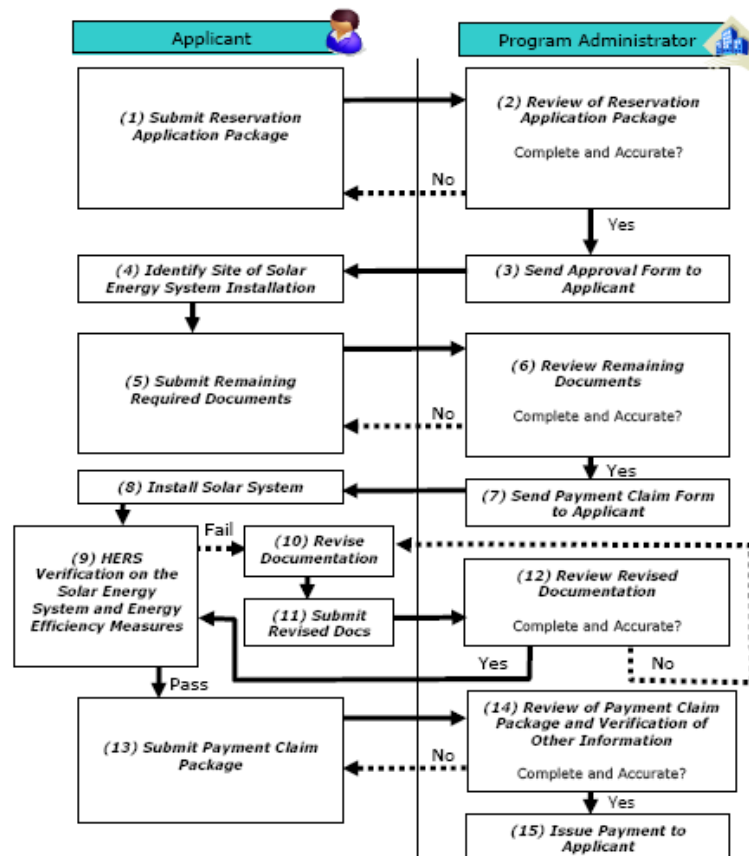 Applicant
Program Administrator
(1) Submit Reservation
Application Package
(2) Review of Reservation
Application Package
Complete and Accurate?
No
Yes
(4) Identify Site of Solar
Energy System Installation
(3) Send Approval Form to
Applicant
(5) Submit Remaining
Required Documents
(6) Review Remaining
Documents
Complete and Accurate?
No
Yes
(8) Install Solar System
(7) Send Payment Claim Form
to Applicant
(9) HERS
Verification on the
Solar Energy
System and Energy
Efficiency Measures
Fail
(10) Revise
Documentation
(11) Submit
Revised Docs
(12) Review Revised
Documentation
Complete and Accurate?
Yes
No
Pass
(13) Submit Payment Claim
Package
(14) Review of Payment Claim
Package and Verification of
Other Information
Complete and Accurate?
No
Yes
(15) Issue Payment to
Applicant